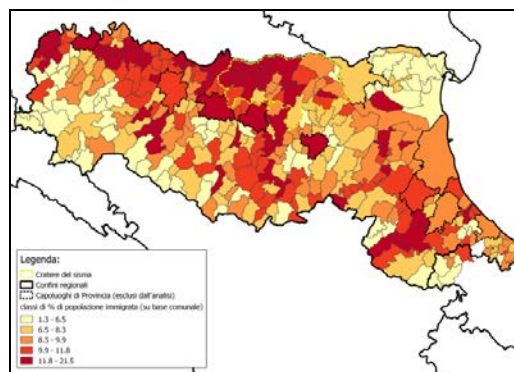 Legenda:
Cratere del sisma
Confini regionali
Capoluoghi di Provincia (esclusi dall'analisi)
classi di % di popolazione immigrata (su base comunale)
1.3 - 6.5
6.5 - 8.3
8.3 - 9.9
9.9 - 11.8
11.8 - 21.5